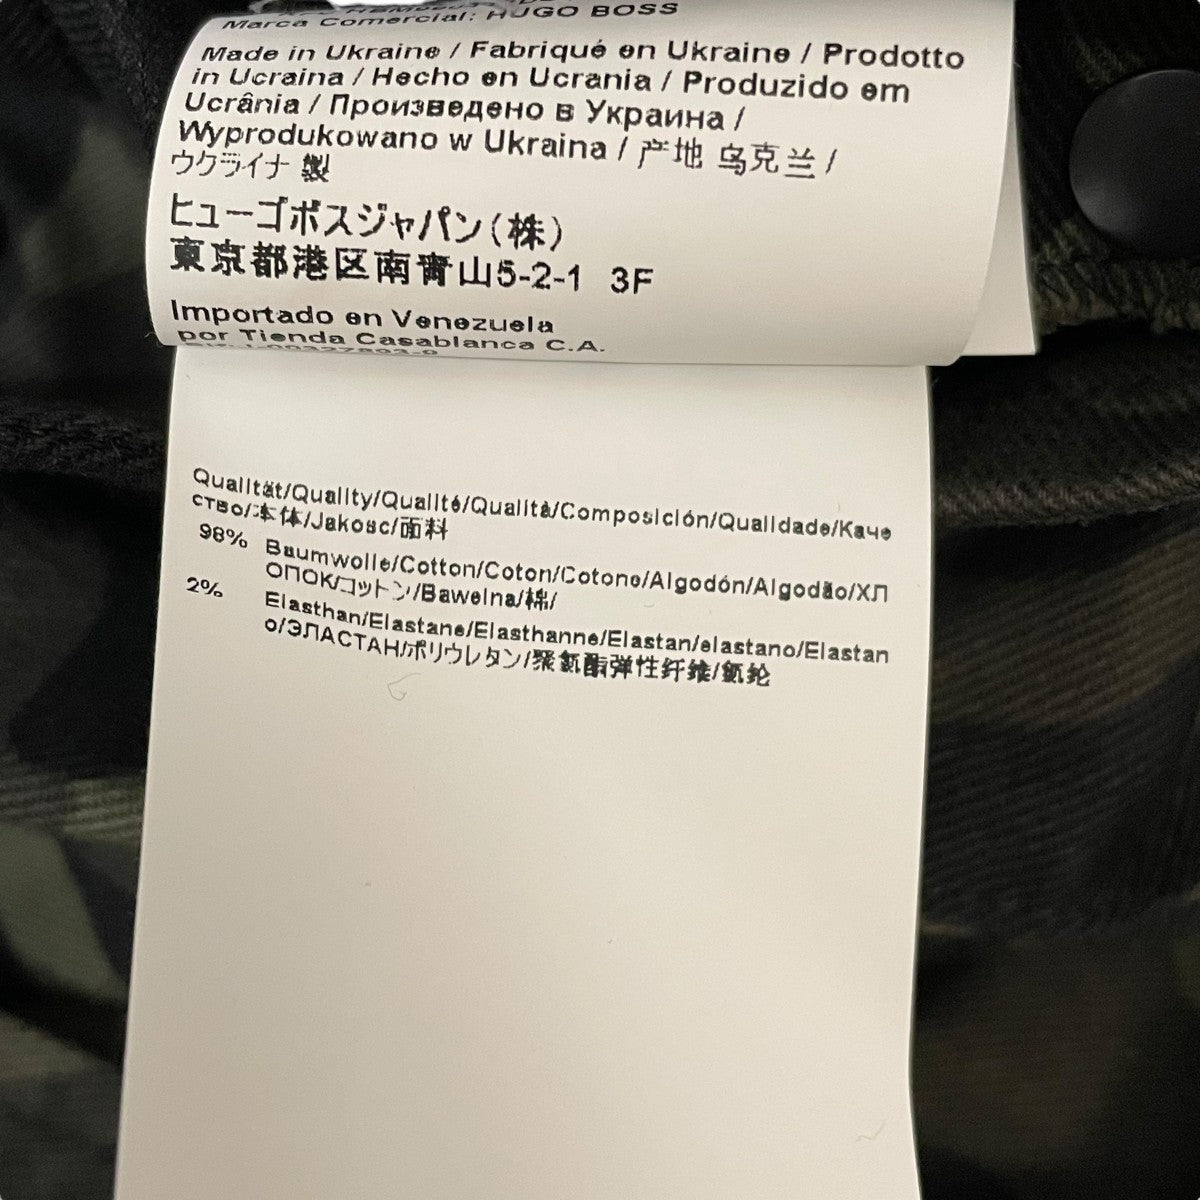 Marca Comercial: HUGO BOSS
Made in Ukraine / Fabriqué en Ukraine / Prodotto
in Ucraina / Hecho en Ucrania / Produzido em
Ucrânia / Произведено в Украина /
Wyprodukowano w Ukraina / 产地 乌克兰 /
ウクライナ 製
ヒューゴボスジャパン(株)
東京都港区南青山5-2-1 3F
Importado en Venezuela
por Tienda Casablanca C.A.
Qualität/Quality/Qualité/Qualità/Composición/Qualidade/Каче
ство/本体/Jakosc/面料
98% Baumwolle/Cotton/Coton/Cotone/Algodón/Algodão/ХЛ
ОПОК/コットン/Bawelna/棉/
2% Elasthan/Elastane/Elasthanne/Elastan/elastano/Elastan
o/ЭЛАСТАН/ポリウレタン/聚氨酯弹性纤维/氨纶